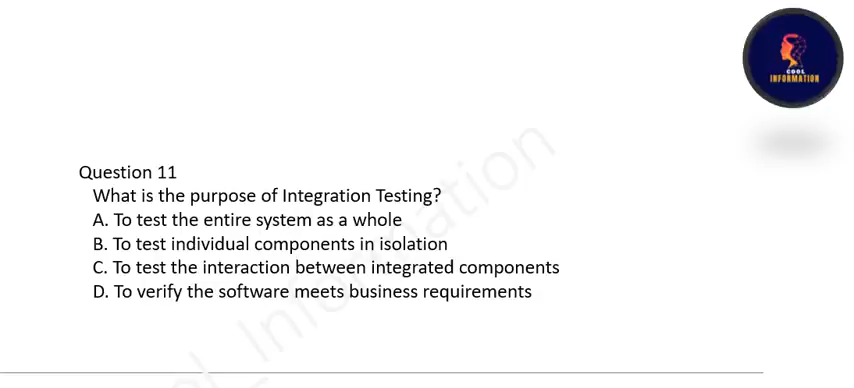 COOL
INFORMATION
Question 11
What is the purpose of Integration Testing?
A. To test the entire system as a whole
B. To test individual components in isolation
C. To test the interaction between integrated components
D. To verify the software meets business requirements